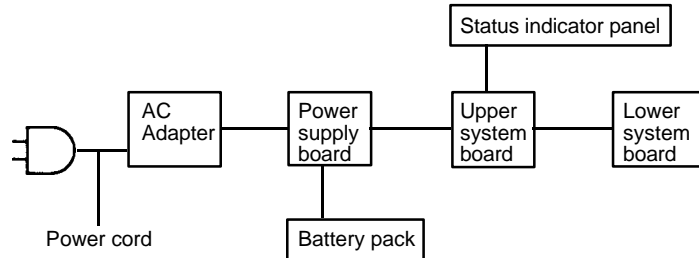 Status indicator panel
AC
Adapter
Power
supply
board
Upper
system
board
Lower
system
board
Power cord
Battery pack